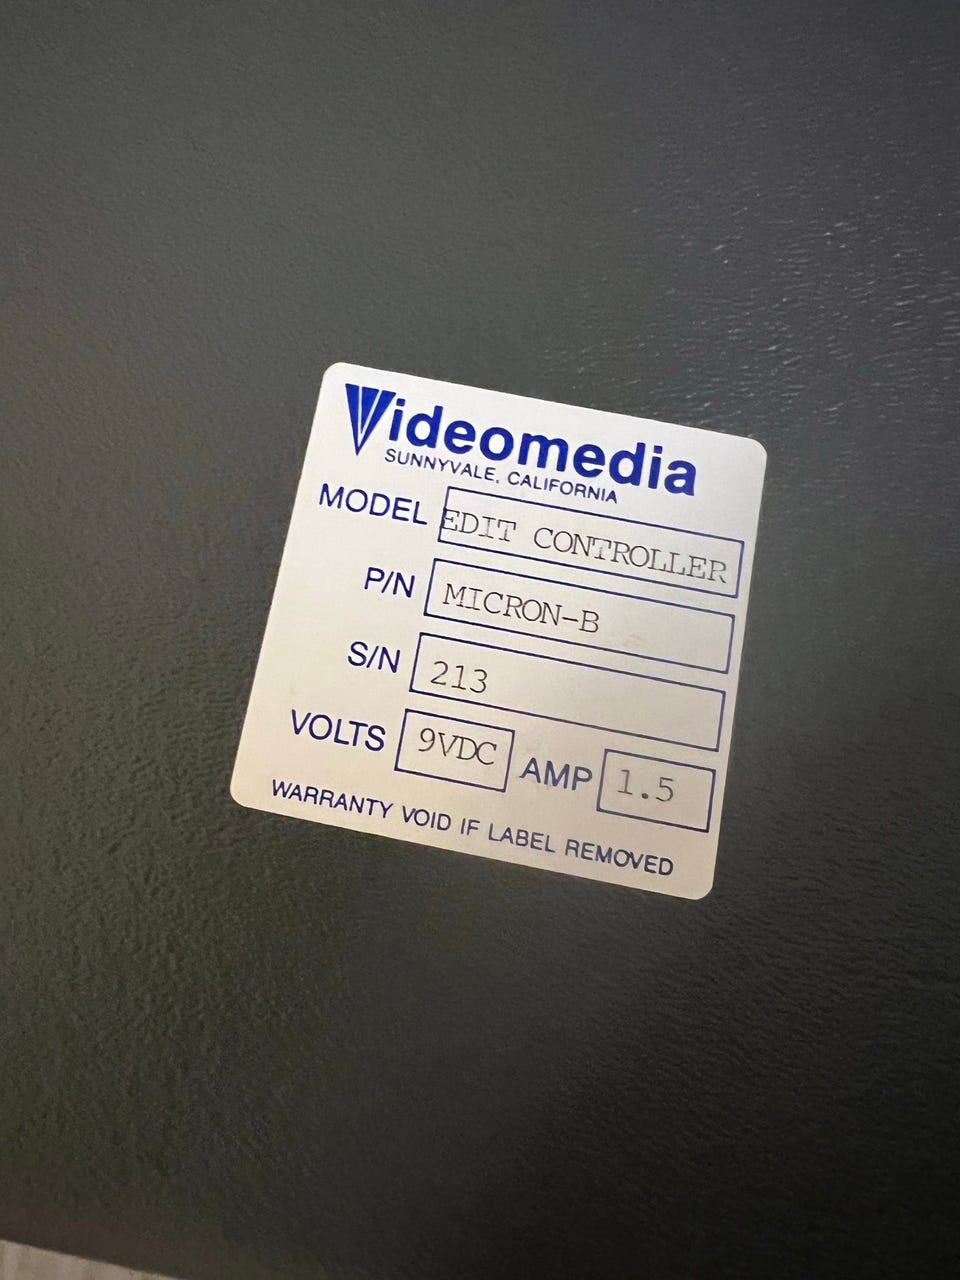 Videomedia
SUNNYVALE, CALIFORNIA
MODEL EDIT CONTROLLER
P/N MICRON-B
S/N 213
VOLTS 9VDC AMP 1.5
WARRANTY VOID IF LABEL REMOVED